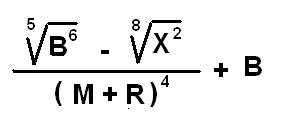 ⁵√B⁶ - ⁸√X²
( M + R )⁴ + B